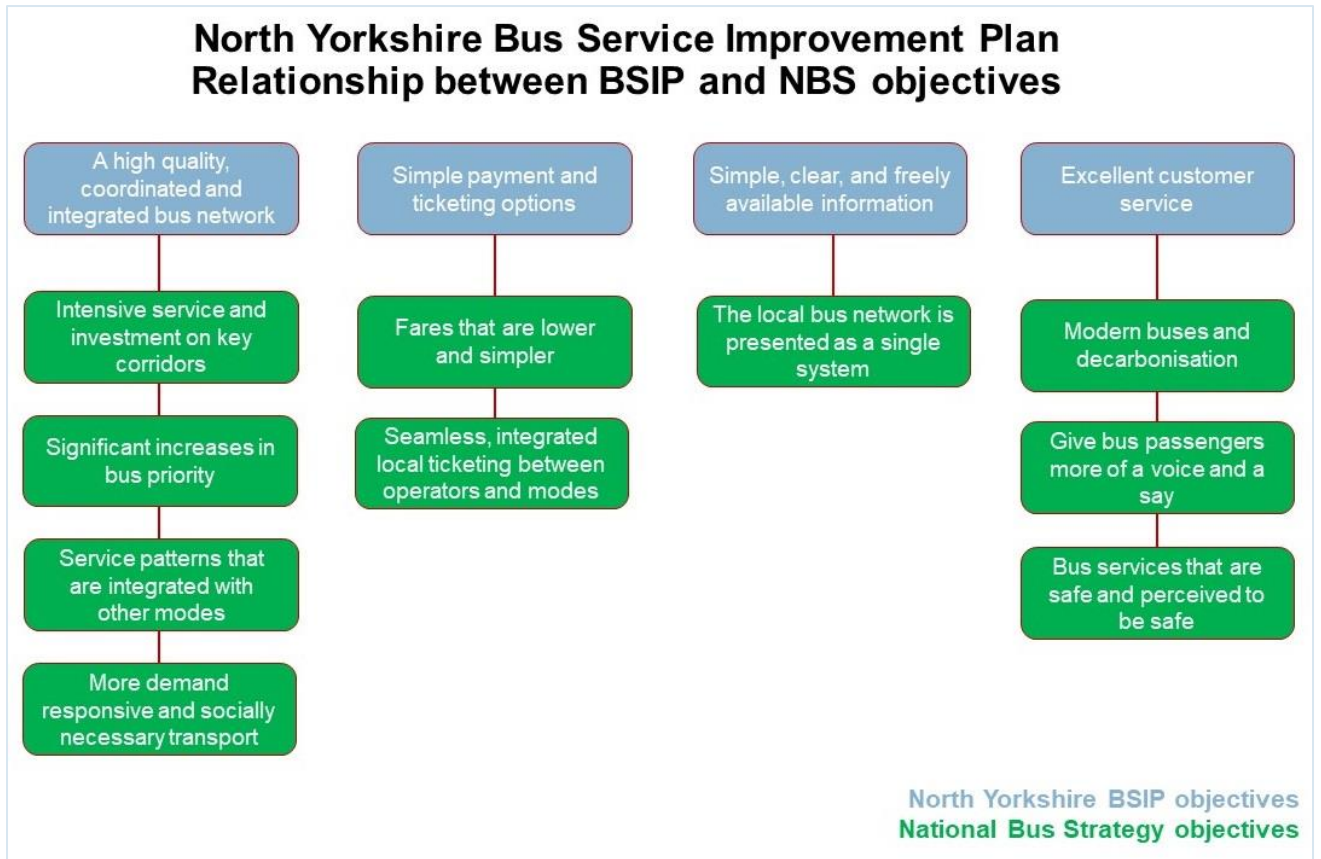 North Yorkshire Bus Service Improvement Plan
Relationship between BSIP and NBS objectives
A high quality,
coordinated and
integrated bus network
Intensive service and
investment on key
corridors
Significant increases in
bus priority
Service patterns that
are integrated with
other modes
More demand
responsive and socially
necessary transport
Simple payment and
ticketing options
Fares that are lower
and simpler
Seamless, integrated
local ticketing between
operators and modes
Simple, clear, and freely
available information
The local bus network is
presented as a single
system
Excellent customer
service
Modern buses and
decarbonisation
Give bus passengers
more of a voice and a
say
Bus services that are
safe and perceived to
be safe
North Yorkshire BSIP objectives
National Bus Strategy objectives